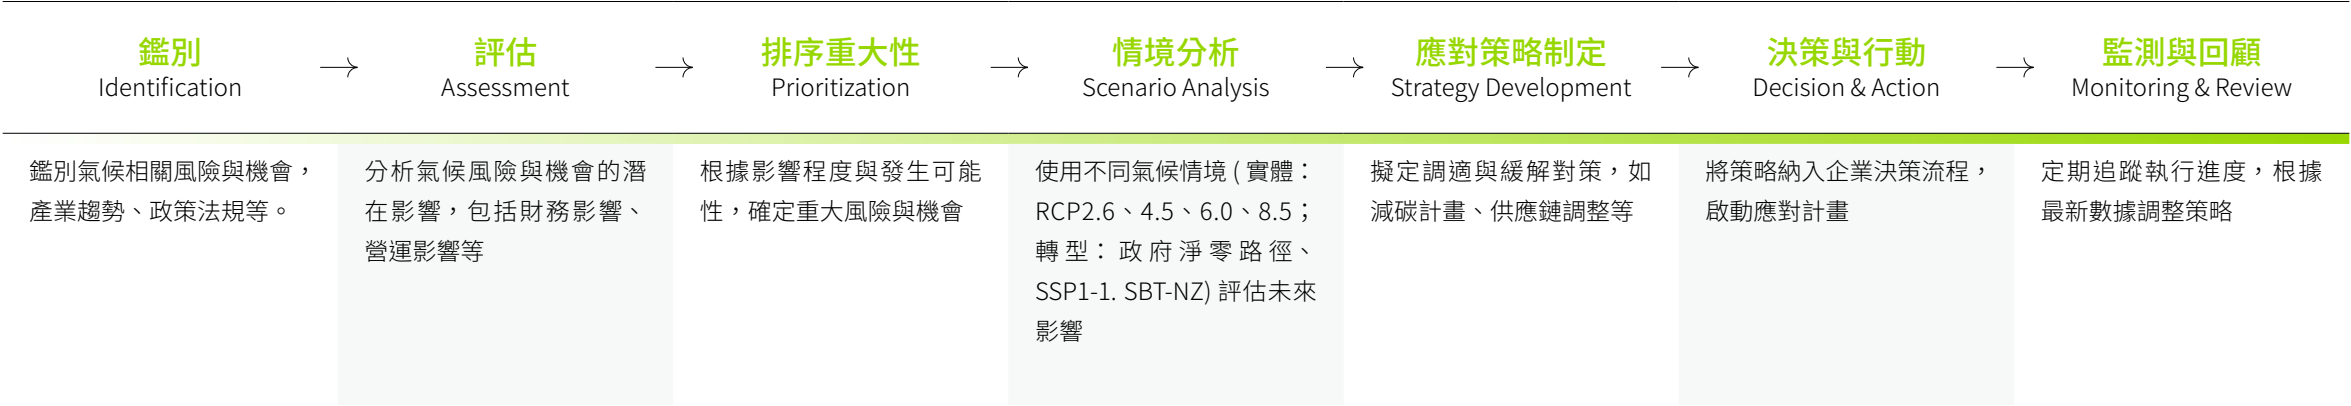 鑑別
Identification
→
評估
Assessment
→
排序重大性
Prioritization
→
情境分析
Scenario Analysis
→
應對策略制定
Strategy Development
→
決策與行動
Decision & Action
→
監測與回顧
Monitoring & Review
鑑別氣候相關風險與機會，
產業趨勢、政策法規等。
分析氣候風險與機會的潛
在影響，包括財務影響、
營運影響等
根據影響程度與發生可能
性，確定重大風險與機會
使用不同氣候情境 ( 實體：
RCP2.6、4.5、6.0、8.5；
轉型：政府淨零路徑、
SSP1-1. SBT-NZ) 評估未來
影響
擬定調適與緩解對策，如
減碳計畫、供應鏈調整等
將策略納入企業決策流程，
啟動應對計畫
定期追蹤執行進度，根據
最新數據調整策略